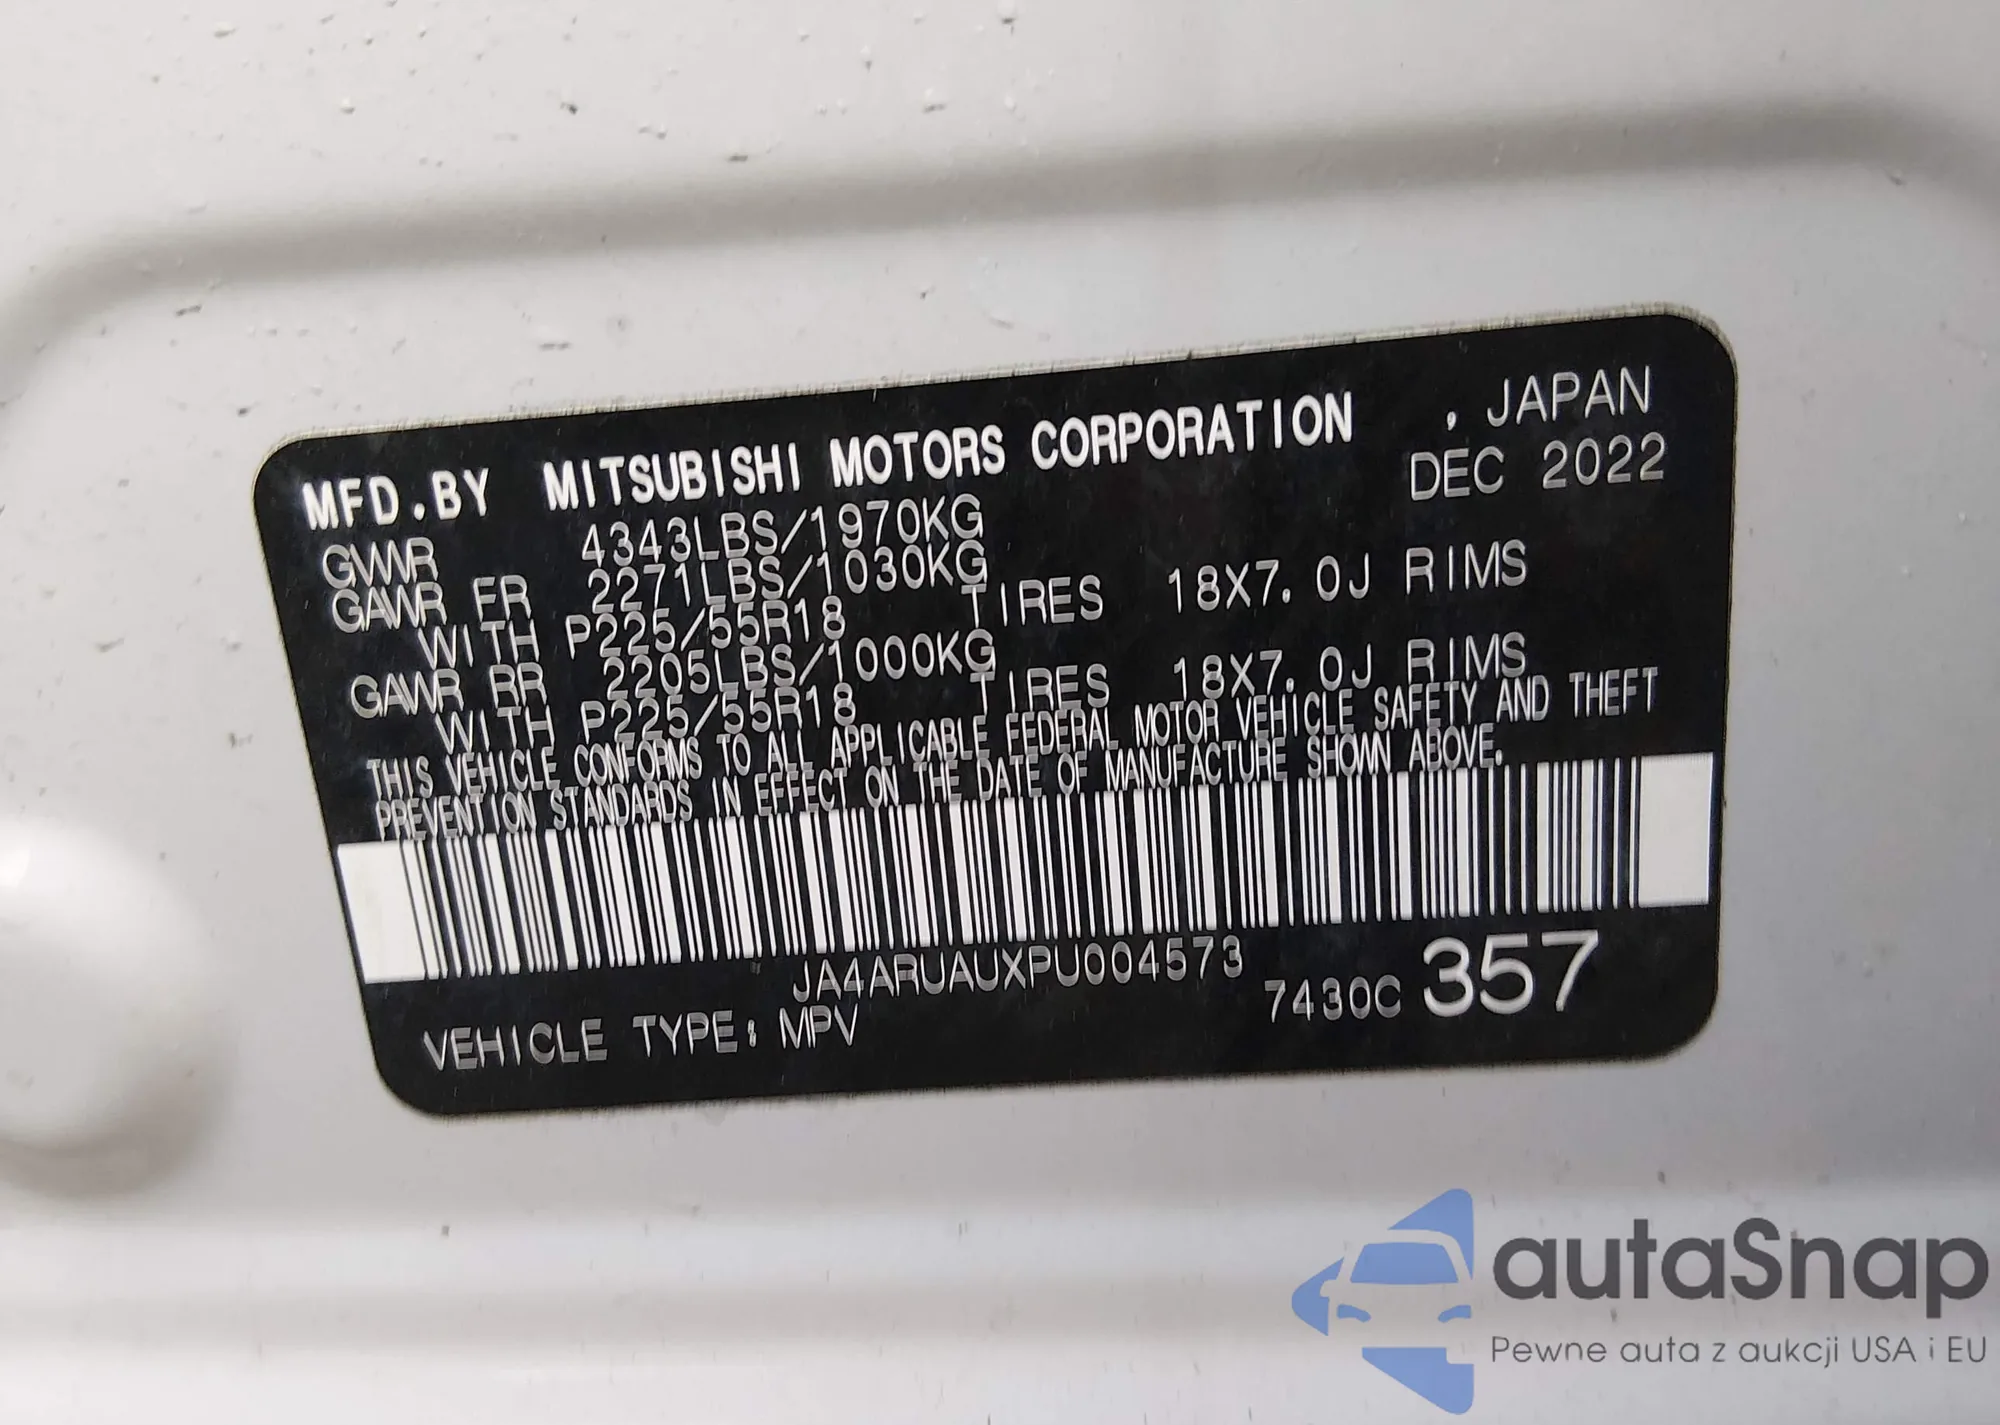 MFD.BY MITSUBISHI MOTORS CORPORATION , JAPAN
DEC 2022
GVWR 4343LBS/1970KG
GAWR FR 2271LBS/1030KG
WITH P225/55R18 TIRES 18X7.0J RIMS
GAWR RR 2205LBS/1000KG
WITH P225/55R18 TIRES 18X7.0J RIMS
THIS VEHICLE CONFORMS TO ALL APPLICABLE FEDERAL MOTOR VEHICLE SAFETY AND THEFT
PREVENTION STANDARDS IN EFFECT ON THE DATE OF MANUFACTURE SHOWN ABOVE.
JA4ARUAUXPU004573
VEHICLE TYPE: MPV 7430C 357
autaSnap
Pewne auta z aukcji USA i EU